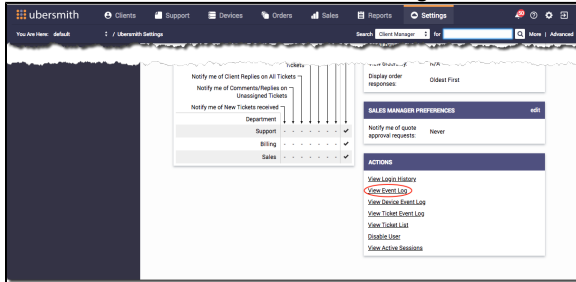 ubersmith Clients Support Devices Orders Sales Reports Settings
You Are Here: default / Ubersmith Settings Search Client Manager for More | Advanced
Tickets N/A
Notify me of Client Replies on All Tickets
Display order responses: Oldest First
Notify me of Comments/Replies on
Unassigned Tickets
Notify me of New Tickets received
Department
Support - - - - - - ✓
Billing - - - - - - ✓
Sales - - - - - - ✓
SALES MANAGER PREFERENCES edit
Notify me of quote
approval requests: Never
ACTIONS
View Login History
View Event Log
View Device Event Log
View Ticket Event Log
View Ticket List
Disable User
View Active Sessions